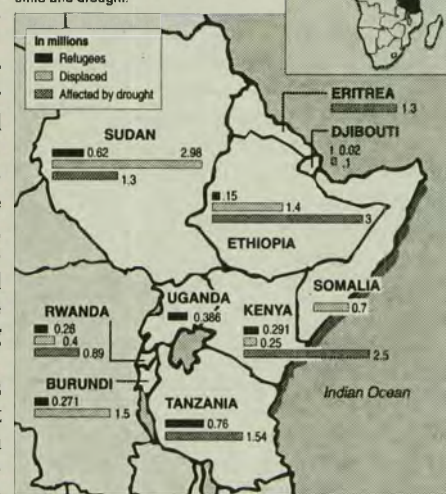 In millions
Refugees
Displaced
Affected by drought
ERITREA
1.3
DJIBOUTI
0.02
.1
SUDAN
0.62 2.98
1.3
.15
1.4
3
ETHIOPIA
SOMALIA
0.7
UGANDA
0.386
KENYA
0.291
0.25
2.5
RWANDA
0.26
0.4
0.89
BURUNDI
0.271
1.5
TANZANIA
0.76
1.54
Indian Ocean